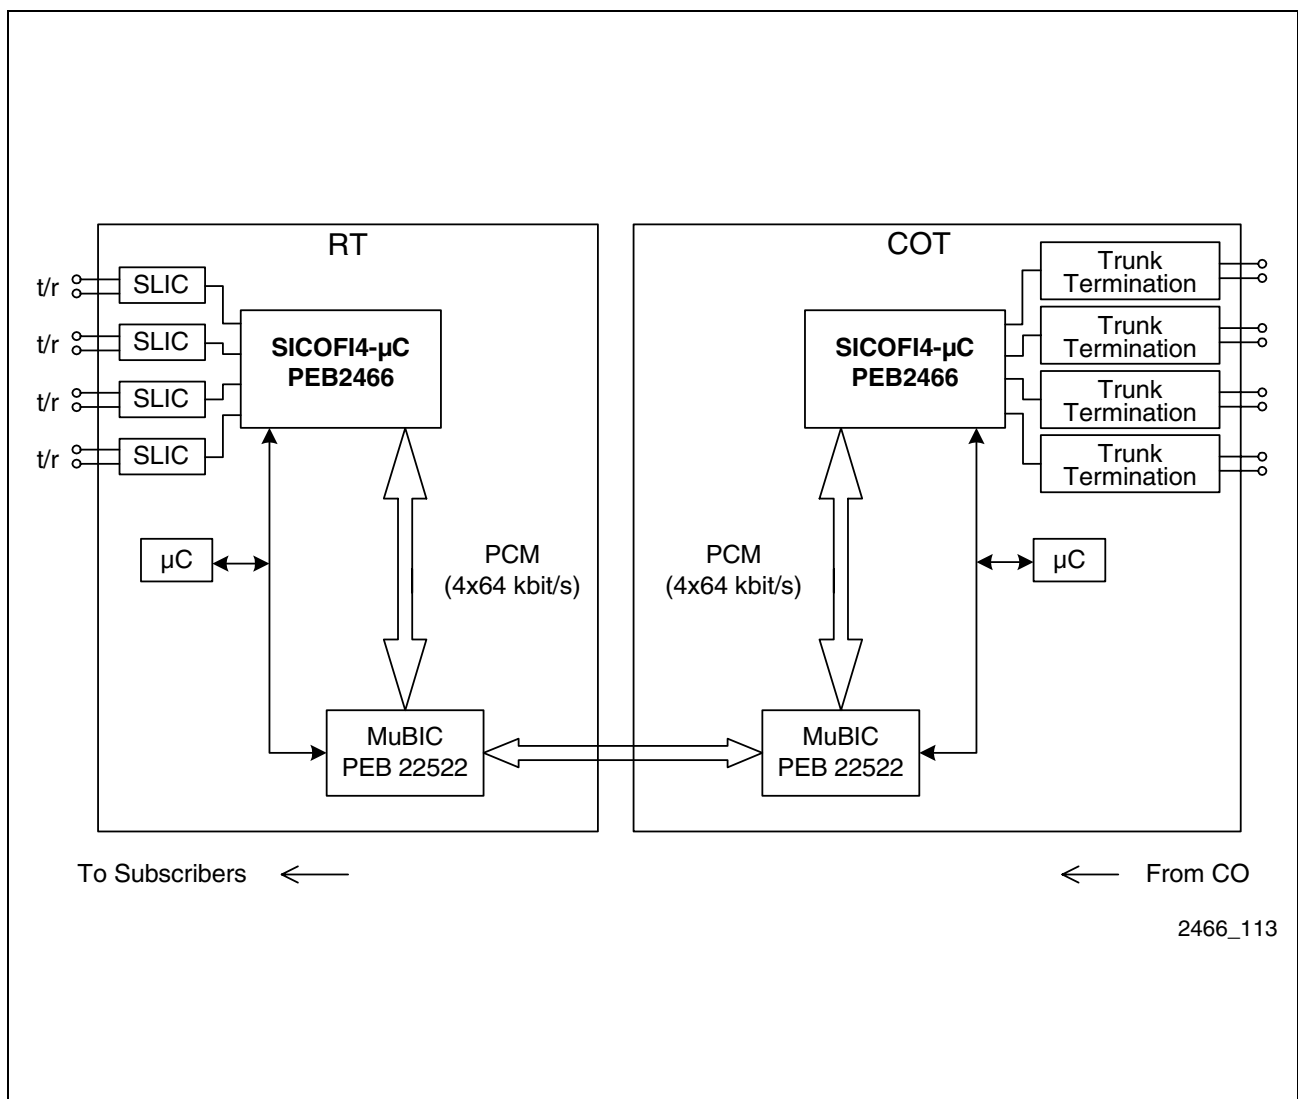 RT
COT
t/r
SLIC
t/r
SLIC
t/r
SLIC
t/r
SLIC
SICOFI4-µC
PEB2466
SICOFI4-µC
PEB2466
Trunk
Termination
Trunk
Termination
Trunk
Termination
Trunk
Termination
µC
PCM
(4x64 kbit/s)
PCM
(4x64 kbit/s)
µC
MuBIC
PEB 22522
MuBIC
PEB 22522
To Subscribers
From CO
2466_113